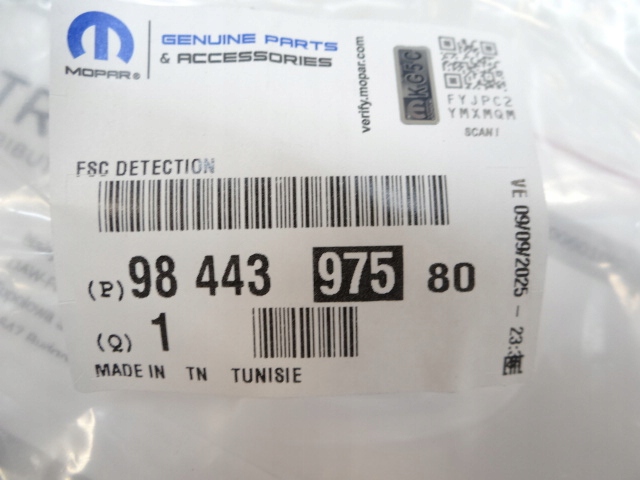 MOPAR®
GENUINE PARTS
& ACCESSORIES
verify.mopar.com
m KG5C
FYJPC2
YMXMQM
SCAN!
FSC DETECTION
(P) 98 443 975 80
(Q) 1
MADE IN TN TUNISIE
VE 09/09/2025 - 23: